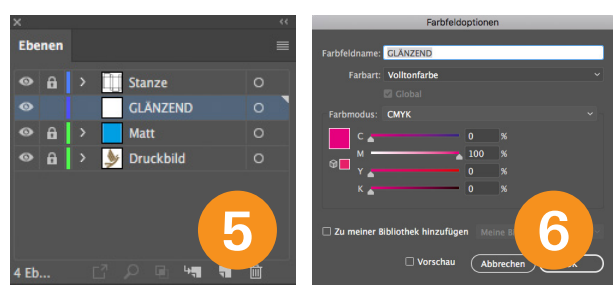 Ebenen
Stanze
GLÄNZEND
Matt
Druckbild
4 Eb...
5
Farbfeldoptionen
Farbfeldname: GLÄNZEND
Farbart: Volltonfarbe
Global
Farbmodus: CMYK
C 0 %
M 100 %
Y 0 %
K 0 %
Zu meiner Bibliothek hinzufügen Meine
Vorschau Abbrechen
6